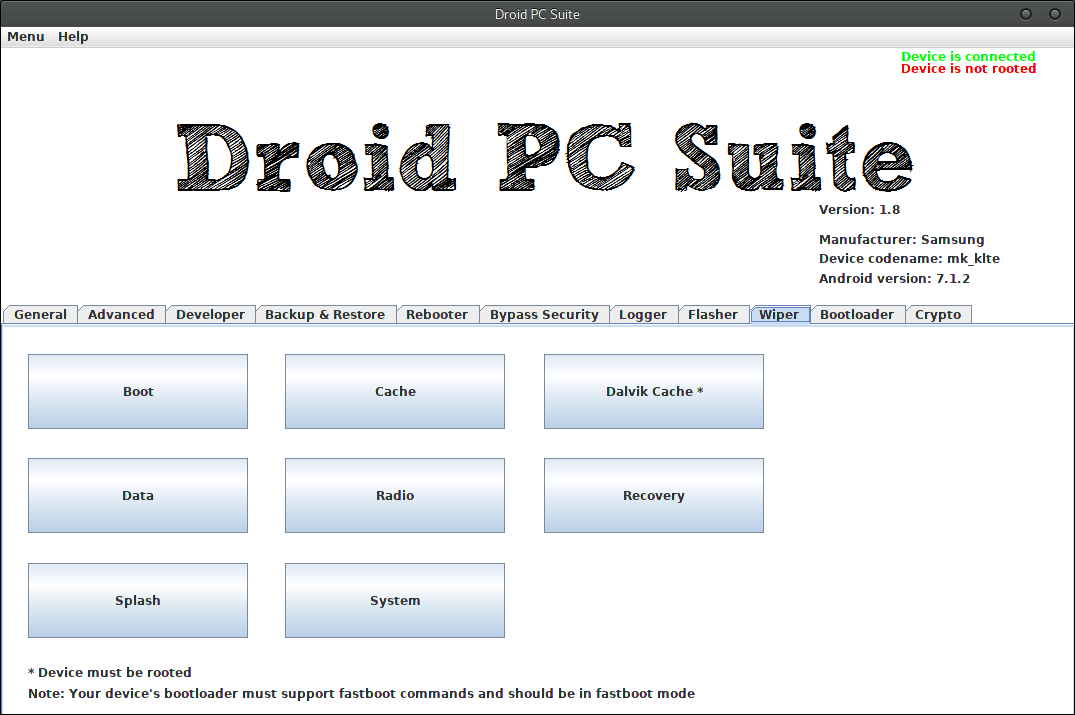 Droid PC Suite
Menu Help
Device is connected
Device is not rooted
Droid PC Suite
Version: 1.8
Manufacturer: Samsung
Device codename: mk_klte
Android version: 7.1.2
General Advanced Developer Backup & Restore Rebooter Bypass Security Logger Flasher Wiper Bootloader Crypto
Boot Cache Dalvik Cache *
Data Radio Recovery
Splash System
* Device must be rooted
Note: Your device's bootloader must support fastboot commands and should be in fastboot mode